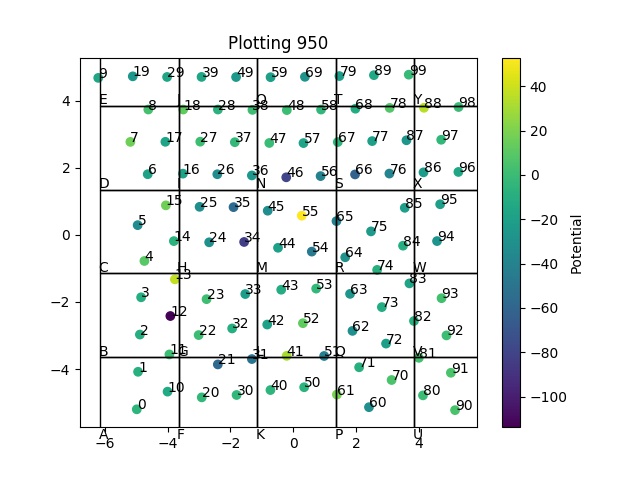 Plotting 950
9 19 29 39 49 59 69 79 89 99
E J O T Y
8 18 28 38 48 58 68 78 88 98
7 17 27 37 47 57 67 77 87 97
6 16 26 36 46 56 66 76 86 96
D N S X
5 15 25 35 45 55 65 75 85 95
4 14 24 34 44 54 64 74 84 94
C H M R W
3 13 23 33 43 53 63 73 83 93
2 12 22 32 42 52 62 72 82 92
B G Q V
1 11 21 31 41 51 61 71 81 91
0 10 20 30 40 50 60 70 80 90
A F K P U
−6 −4 −2 0 2 4
4
2
0
−2
−4
40
20
0
−20
−40
−60
−80
−100
Potential